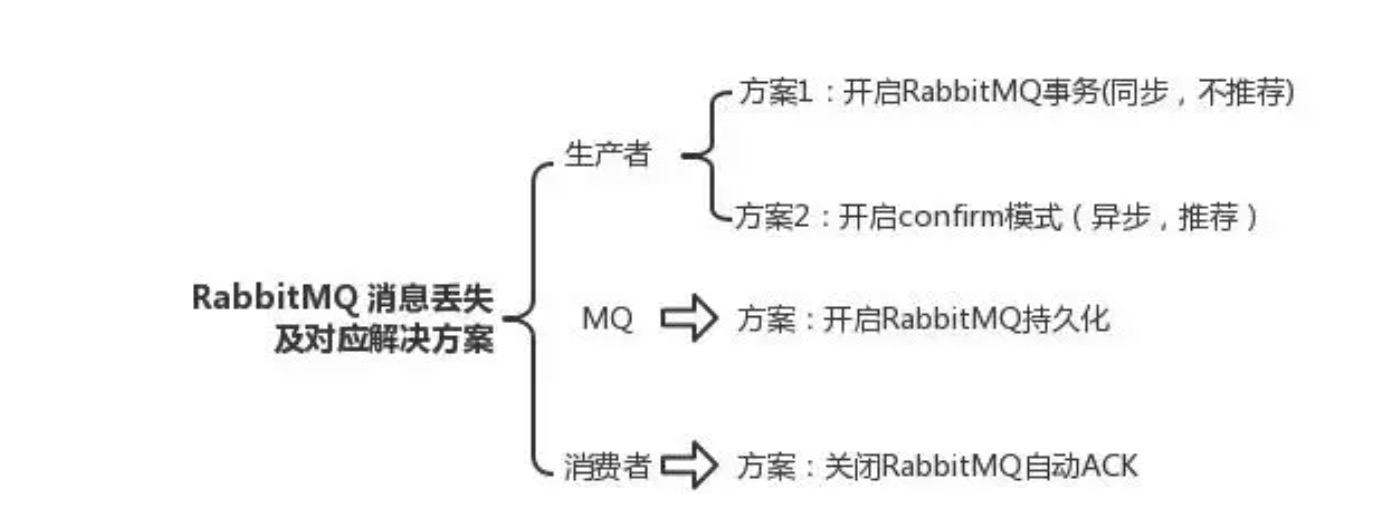 方案1：开启RabbitMQ事务(同步，不推荐)
生产者
方案2：开启confirm模式（异步，推荐）
RabbitMQ 消息丢失
及对应解决方案
MQ
方案：开启RabbitMQ持久化
消费者
方案：关闭RabbitMQ自动ACK